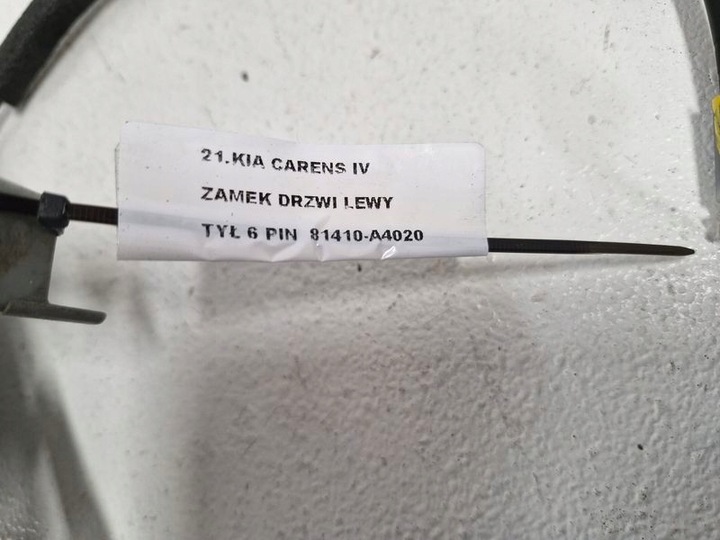 21.KIA CARENS IV
ZAMEK DRZWI LEWY
TYŁ 6 PIN 81410-A4020